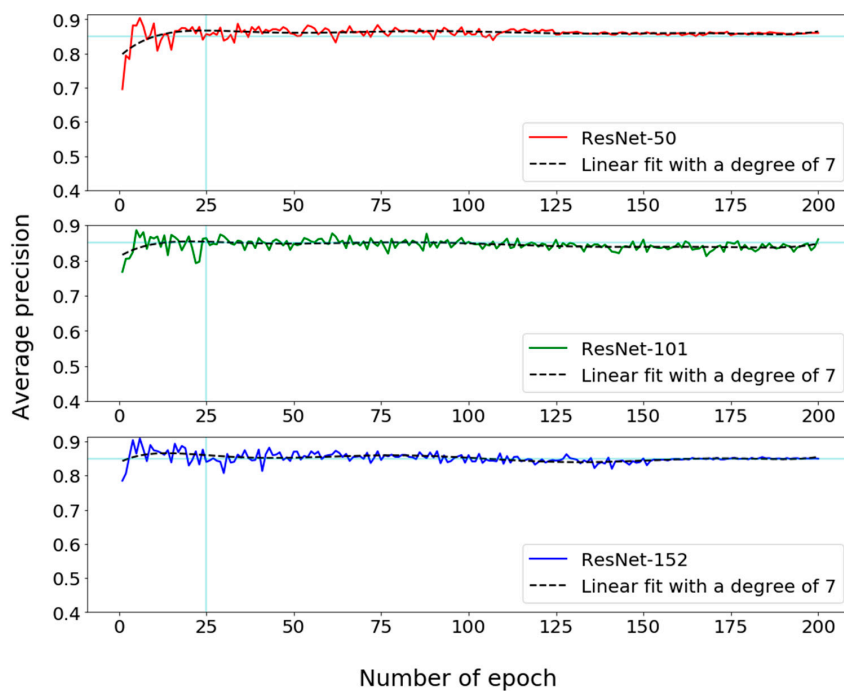 0.9
0.8
0.7
0.6
0.5
0.4
ResNet-50
Linear fit with a degree of 7
0 25 50 75 100 125 150 175 200
0.9
0.8
0.7
0.6
0.5
0.4
ResNet-101
Linear fit with a degree of 7
0 25 50 75 100 125 150 175 200
Average precision
0.9
0.8
0.7
0.6
0.5
0.4
ResNet-152
Linear fit with a degree of 7
0 25 50 75 100 125 150 175 200
Number of epoch